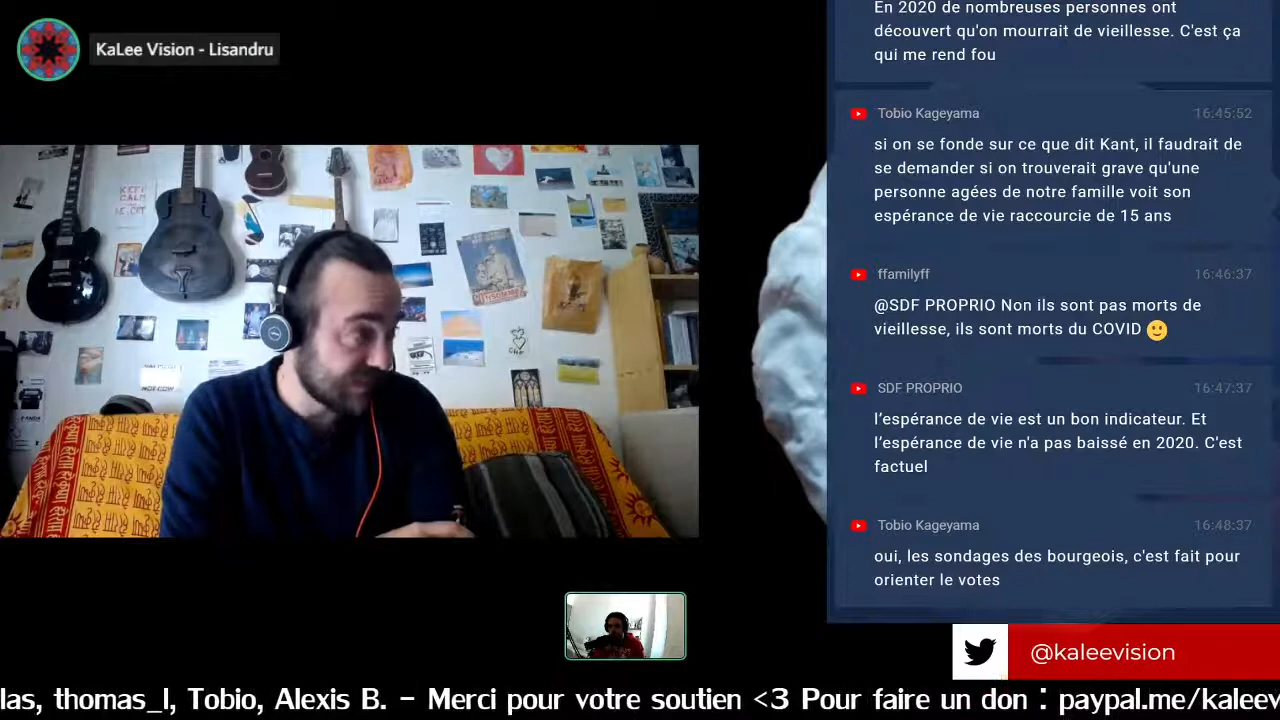 KaLee Vision - Lisandru
En 2020 de nombreuses personnes ont
découvert qu'on mourrait de vieillesse. C'est ça
qui me rend fou
Tobio Kageyama 16:45:52
si on se fonde sur ce que dit Kant, il faudrait de
se demander si on trouverait grave qu'une
personne agées de notre famille voit son
espérance de vie raccourcie de 15 ans
ffamilyff 16:46:37
@SDF PROPRIO Non ils sont pas morts de
vieillesse, ils sont morts du COVID
SDF PROPRIO 16:47:37
l'espérance de vie est un bon indicateur. Et
l'espérance de vie n'a pas baissé en 2020. C'est
factuel
Tobio Kageyama 16:48:37
oui, les sondages des bourgeois, c'est fait pour
orienter le votes
@kaleevision
las, thomas_l, Tobio, Alexis B. - Merci pour votre soutien <3 Pour faire un don : paypal.me/kaleev